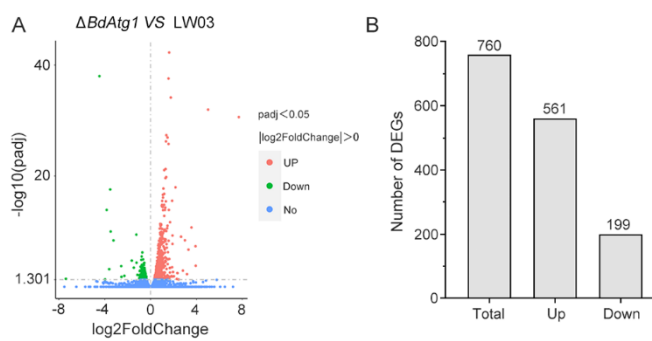 A
ΔBdAtg1 VS LW03
-log10(padj)
40
20
1.301
-8
-4
0
4
8
log2FoldChange
padj<0.05
|log2FoldChange|>0
UP
Down
No
B
Number of DEGs
800
600
400
200
0
760
561
199
Total
Up
Down